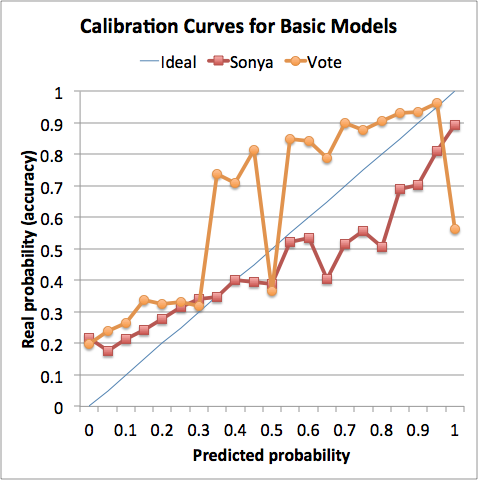 Calibration Curves for Basic Models
Ideal Sonya Vote
1
0.9
0.8
0.7
0.6
0.5
0.4
0.3
0.2
0.1
0
Real probability (accuracy)
0 0.1 0.2 0.3 0.4 0.5 0.6 0.7 0.8 0.9 1
Predicted probability